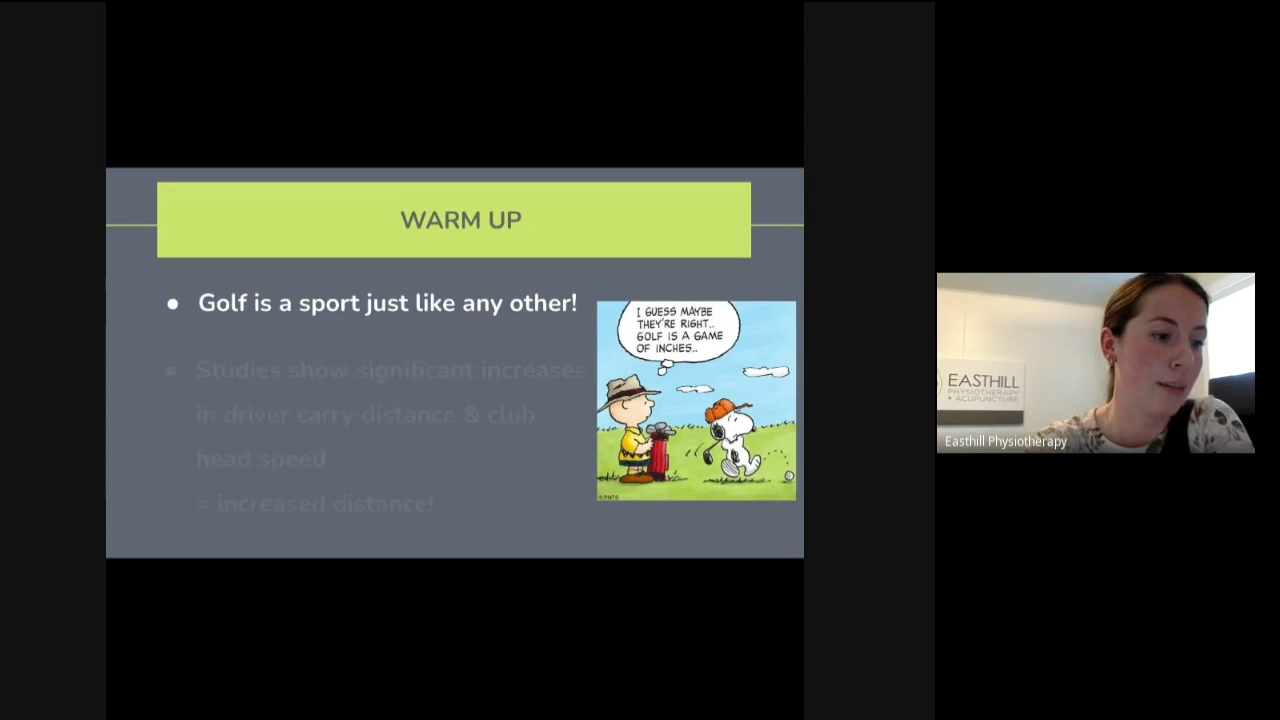 WARM UP
● Golf is a sport just like any other!
● Studies show significant increases
in driver carry distance & club
head speed
= increased distance!
I GUESS MAYBE
THEY'RE RIGHT..
GOLF IS A GAME
OF INCHES..
© PNTS
EASTHILL
PHYSIOTHERAPY
+ ACUPUNCTURE
Easthill Physiotherapy